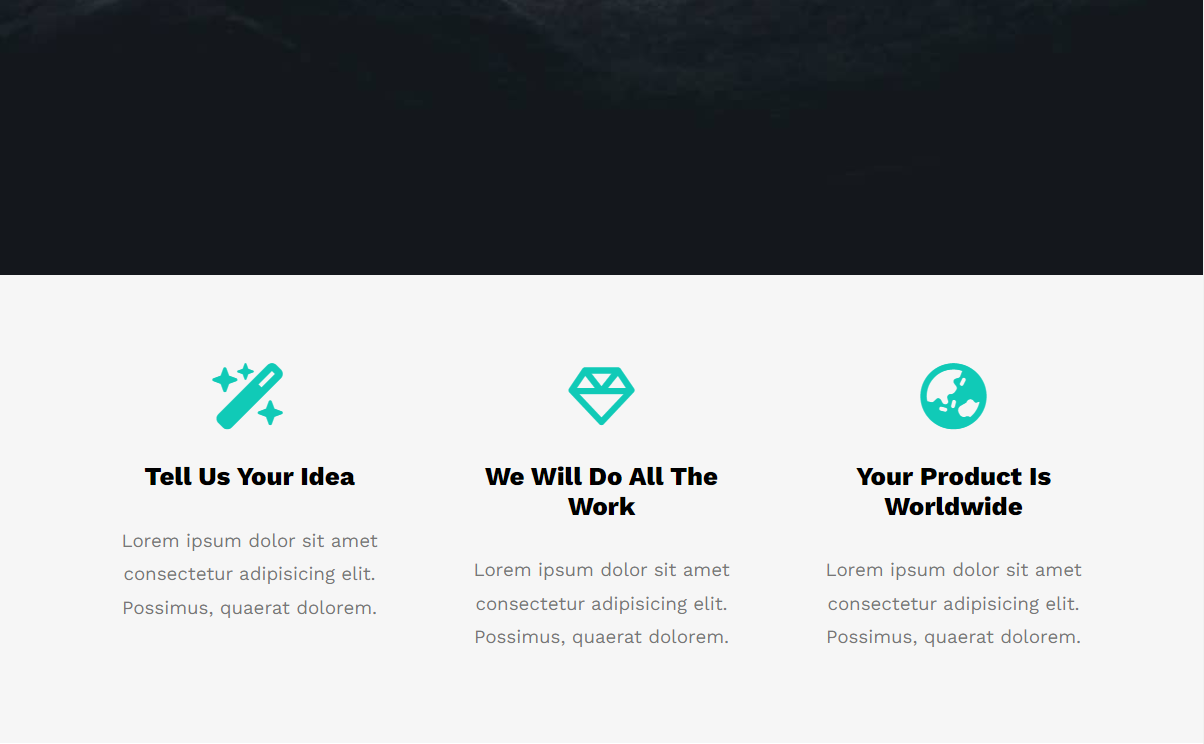 Tell Us Your Idea
Lorem ipsum dolor sit amet
consectetur adipisicing elit.
Possimus, quaerat dolorem.
We Will Do All The
Work
Lorem ipsum dolor sit amet
consectetur adipisicing elit.
Possimus, quaerat dolorem.
Your Product Is
Worldwide
Lorem ipsum dolor sit amet
consectetur adipisicing elit.
Possimus, quaerat dolorem.